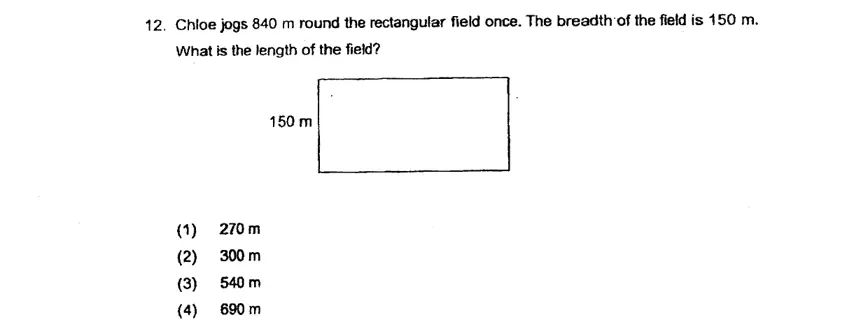 12. Chloe jogs 840 m round the rectangular field once. The breadth of the field is 150 m.
What is the length of the field?
150 m
(1) 270 m
(2) 300 m
(3) 540 m
(4) 690 m